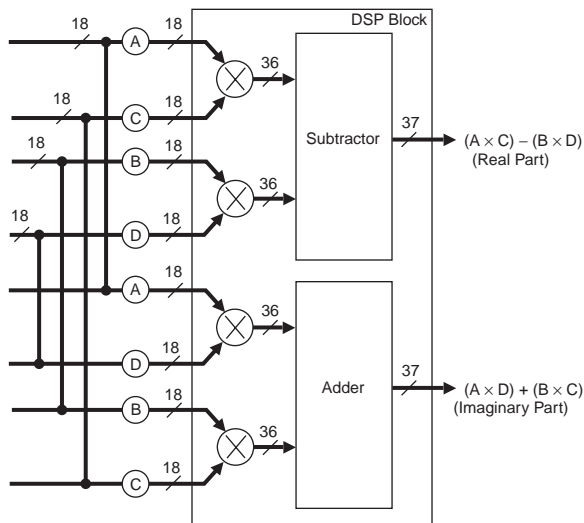 DSP Block
18
A
18
36
18
C
18
Subtractor
37
(A × C) – (B × D)
(Real Part)
18
B
18
36
18
D
18
A
18
36
D
18
Adder
37
(A × D) + (B × C)
(Imaginary Part)
B
18
36
C
18